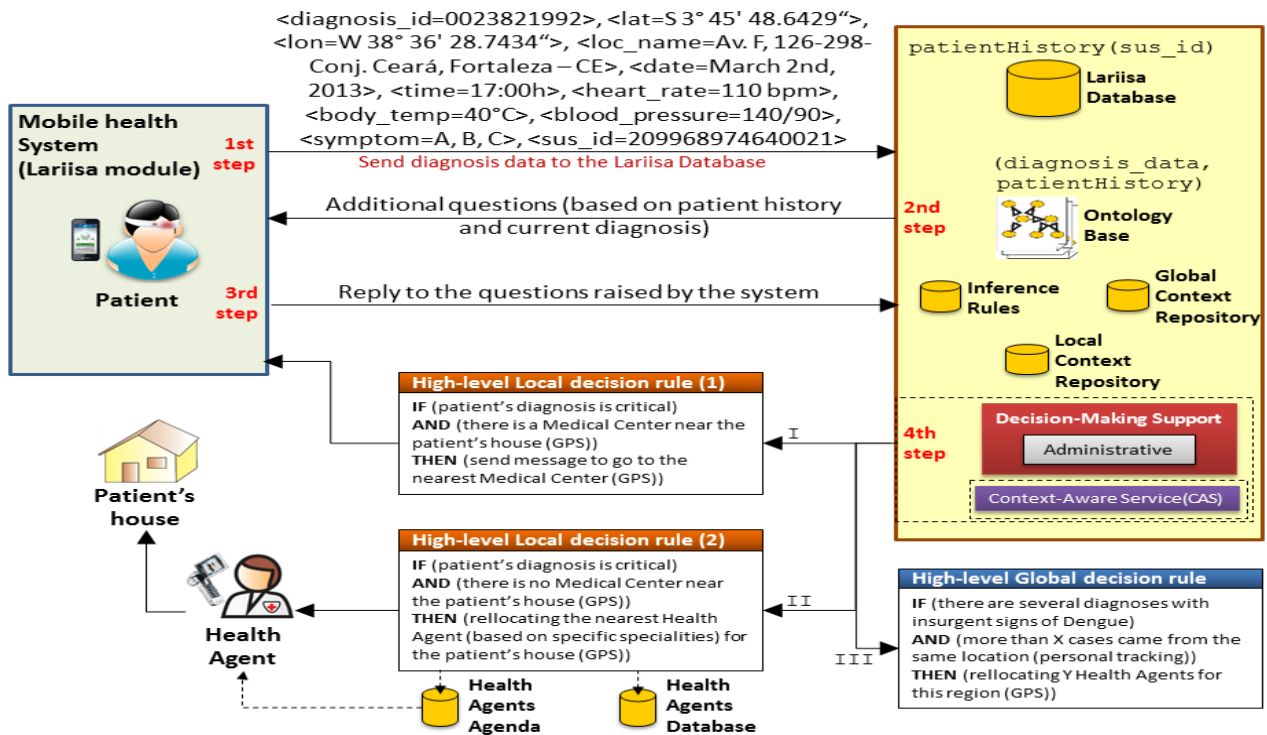 <diagnosis_id=0023821992>, <lat=S 3° 45' 48.6429“>,
<lon=W 38° 36' 28.7434“>, <loc_name=Av. F, 126-298-
Conj. Ceará, Fortaleza – CE>, <date=March 2nd,
2013>, <time=17:00h>, <heart_rate=110 bpm>,
<body_temp=40°C>, <blood_pressure=140/90>,
<symptom=A, B, C>, <sus_id=209968974640021>
Send diagnosis data to the Lariisa Database
Mobile health
System
(Lariisa module)
1st
step
Patient
3rd
step
Additional questions (based on patient history
and current diagnosis)
Reply to the questions raised by the system
patientHistory(sus_id)
Lariisa
Database
(diagnosis_data,
patientHistory)
2nd
step
Ontology
Base
Inference
Rules
Global
Context
Repository
Local
Context
Repository
4th
step
Decision-Making Support
Administrative
Context-Aware Service(CAS)
High-level Local decision rule (1)
IF (patient’s diagnosis is critical)
AND (there is a Medical Center near the
patient’s house (GPS))
THEN (send message to go to the
nearest Medical Center (GPS))
I
Patient’s
house
High-level Local decision rule (2)
IF (patient’s diagnosis is critical)
AND (there is no Medical Center near
the patient’s house (GPS))
THEN (rellocating the nearest Health
Agent (based on specific specialities) for
the patient’s house (GPS))
II
III
Health
Agent
Health
Agents
Agenda
Health
Agents
Database
High-level Global decision rule
IF (there are several diagnoses with
insurgent signs of Dengue)
AND (more than X cases came from the
same location (personal tracking))
THEN (rellocating Y Health Agents for
this region (GPS))